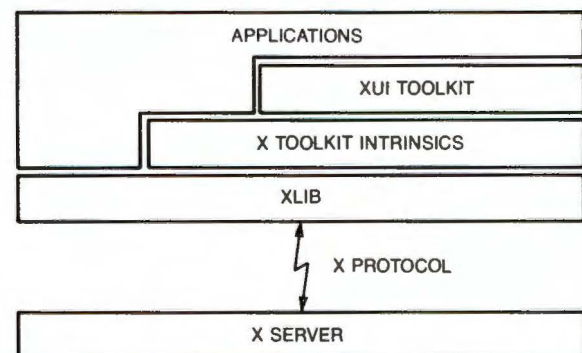 APPLICATIONS
XUI TOOLKIT
X TOOLKIT INTRINSICS
XLIB
X PROTOCOL
X SERVER